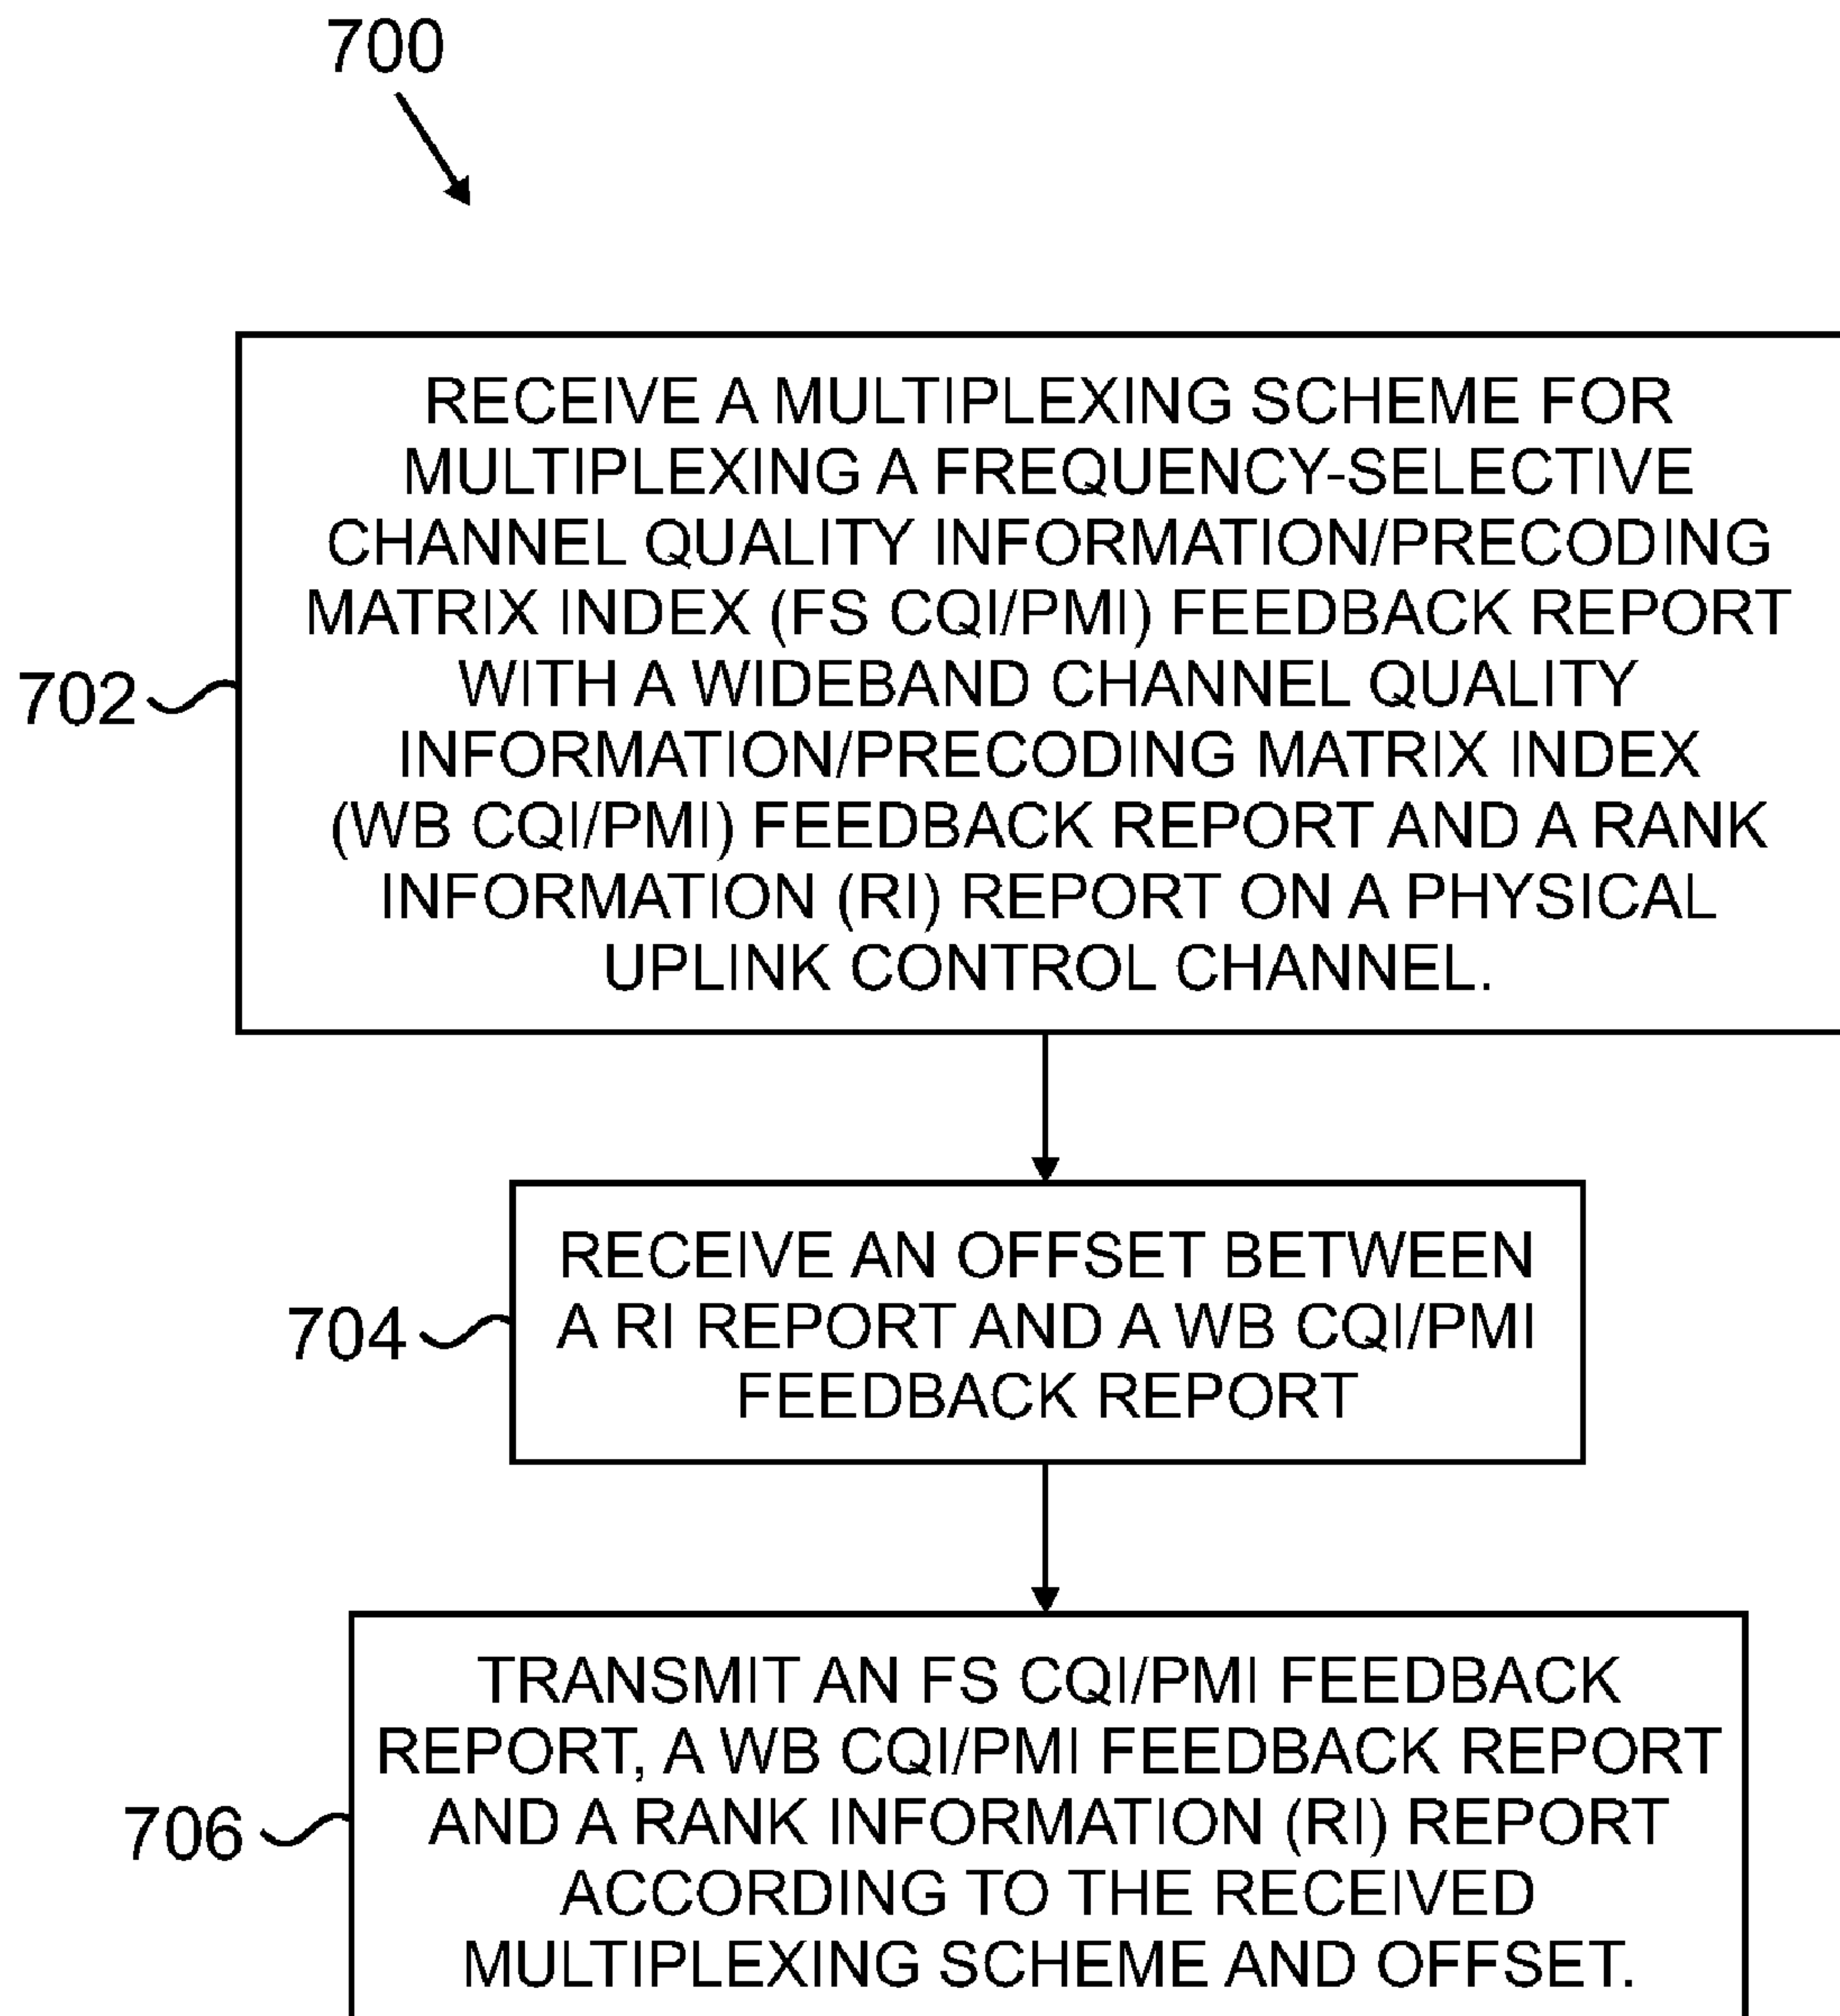 700
RECEIVE A MULTIPLEXING SCHEME FOR
MULTIPLEXING A FREQUENCY-SELECTIVE
CHANNEL QUALITY INFORMATION/PRECODING
MATRIX INDEX (FS CQI/PMI) FEEDBACK REPORT
WITH A WIDEBAND CHANNEL QUALITY
INFORMATION/PRECODING MATRIX INDEX
(WB CQI/PMI) FEEDBACK REPORT AND A RANK
INFORMATION (RI) REPORT ON A PHYSICAL
UPLINK CONTROL CHANNEL.
702
RECEIVE AN OFFSET BETWEEN
A RI REPORT AND A WB CQI/PMI
FEEDBACK REPORT
704
TRANSMIT AN FS CQI/PMI FEEDBACK
REPORT, A WB CQI/PMI FEEDBACK REPORT
AND A RANK INFORMATION (RI) REPORT
ACCORDING TO THE RECEIVED
MULTIPLEXING SCHEME AND OFFSET.
706